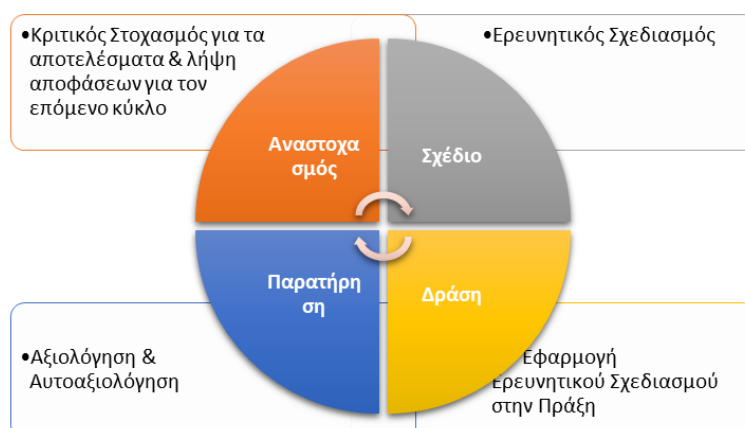 •Κριτικός Στοχασμός για τα
αποτελέσματα & λήψη
αποφάσεων για τον
επόμενο κύκλο
•Ερευνητικός Σχεδιασμός
Αναστοχα
σμός
Σχέδιο
Παρατήρη
ση
Δράση
•Αξιολόγηση &
Αυτοαξιολόγηση
Εφαρμογή
Ερευνητικού Σχεδιασμού
στην Πράξη